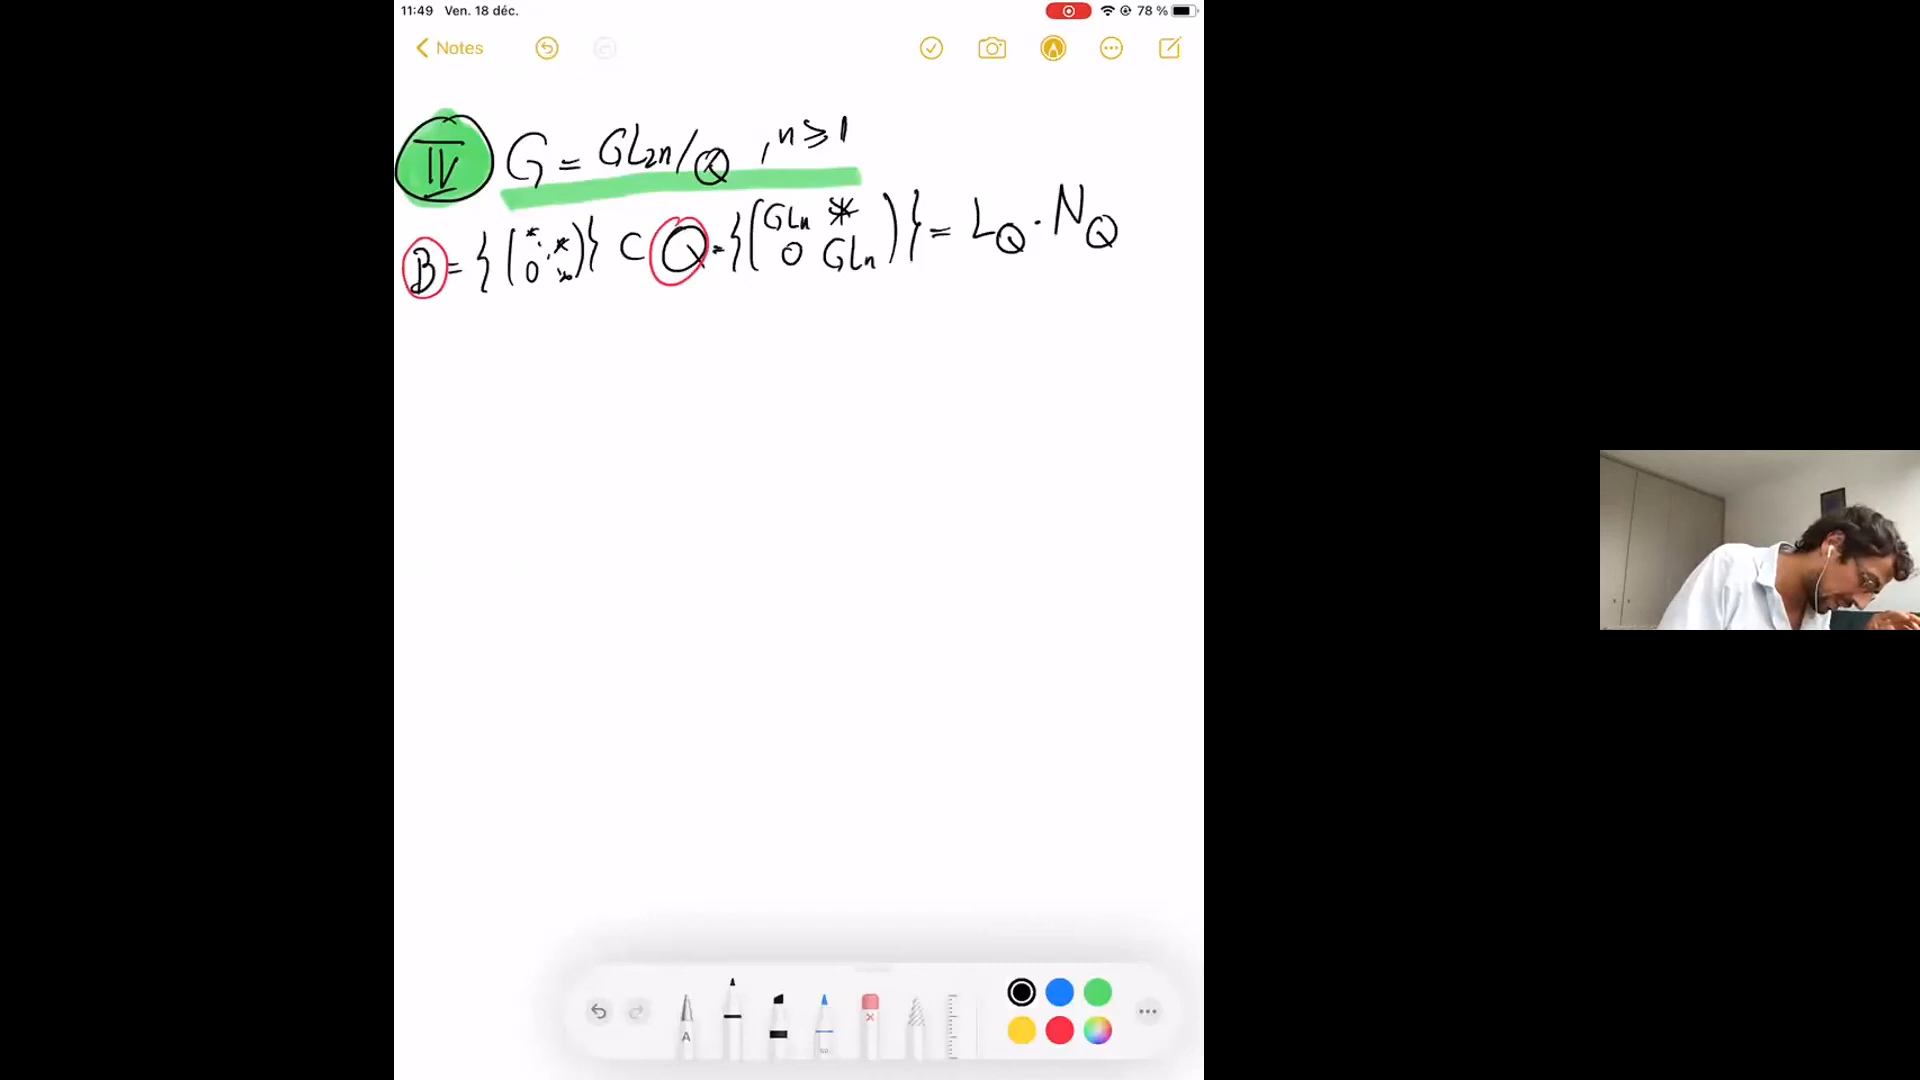 11:49 Ven. 18 déc. 78 %
Notes
IV G = GL2n/Q , n ≥ 1
B = { ( * . * 0 . * ) } ⊂ Q = { ( GLn * 0 GLn ) } = LQ · NQ
A